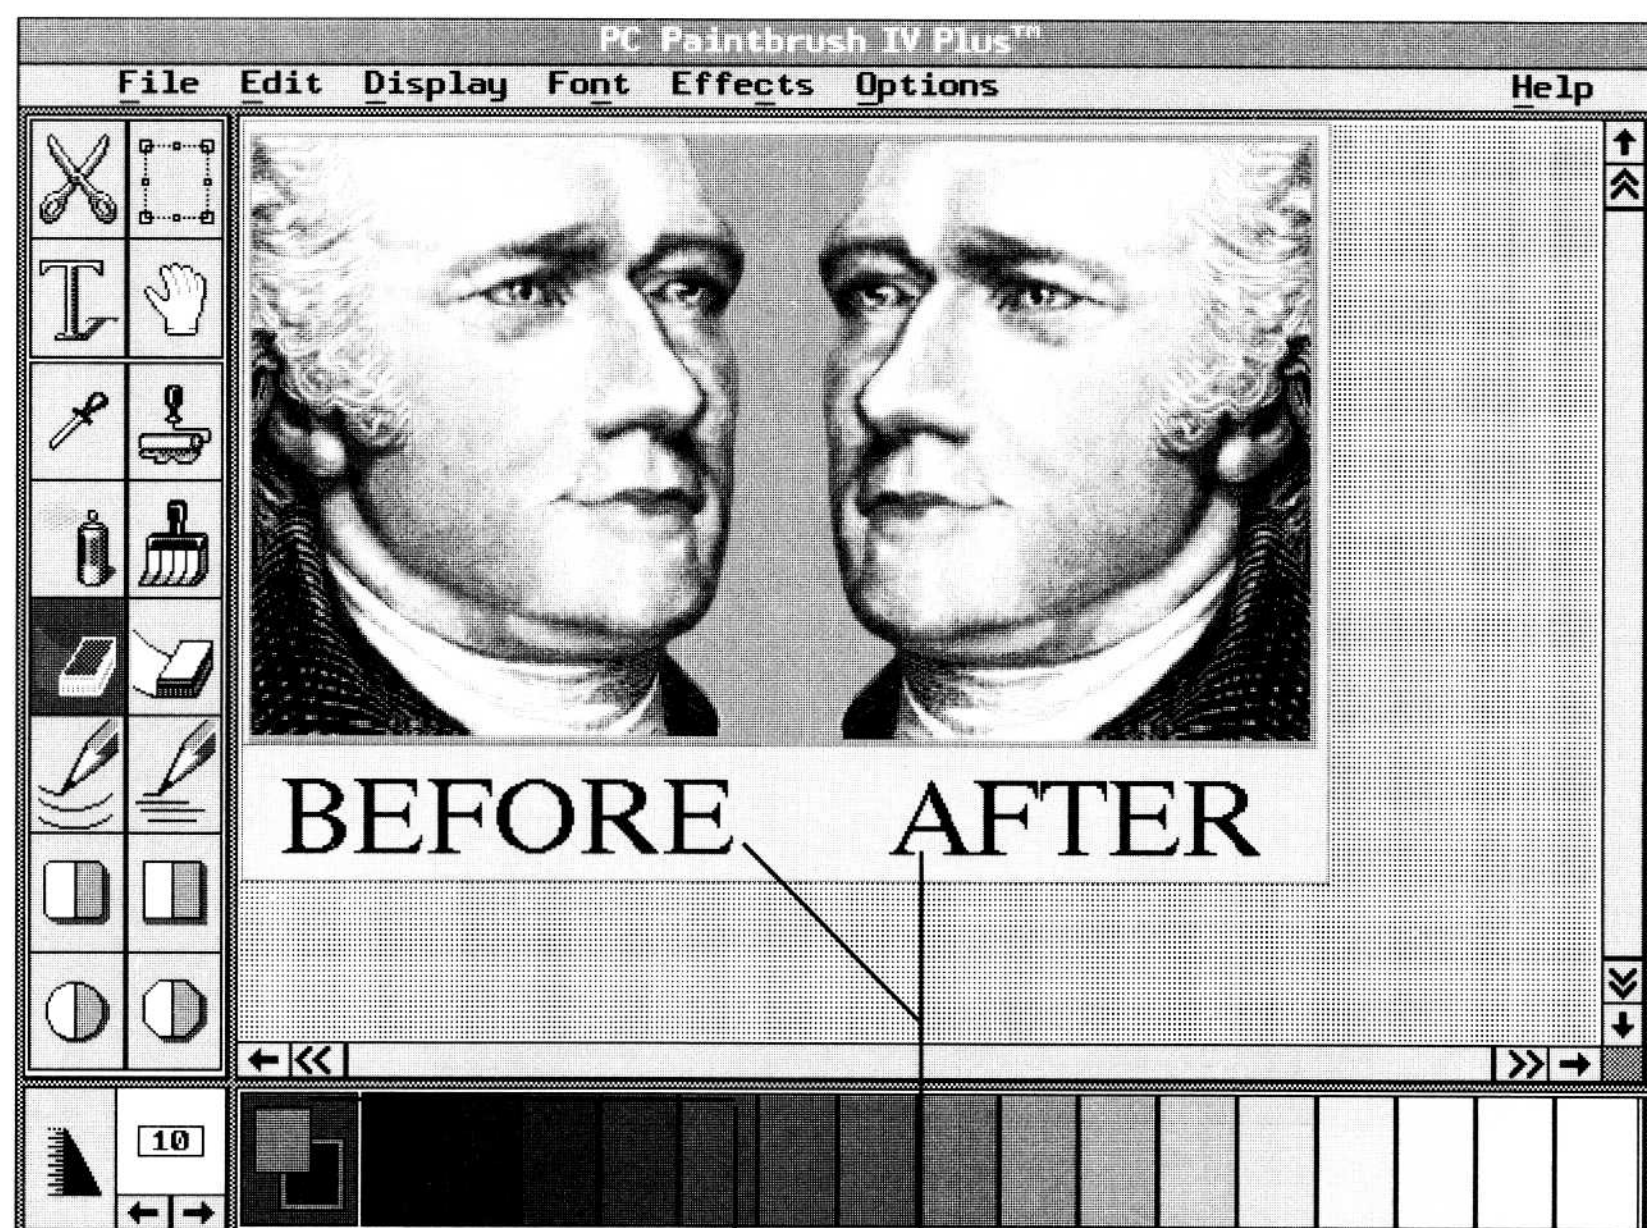 PC Paintbrush IV Plus™
File Edit Display Font Effects Options Help
BEFORE AFTER
10